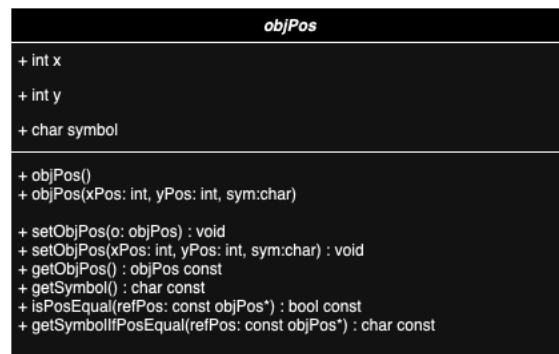 objPos
+ int x
+ int y
+ char symbol
+ objPos()
+ objPos(xPos: int, yPos: int, sym:char)
+ setObjPos(o: objPos) : void
+ setObjPos(xPos: int, yPos: int, sym:char) : void
+ getObjPos() : objPos const
+ getSymbol() : char const
+ isPosEqual(refPos: const objPos*) : bool const
+ getSymbolIfPosEqual(refPos: const objPos*) : char const